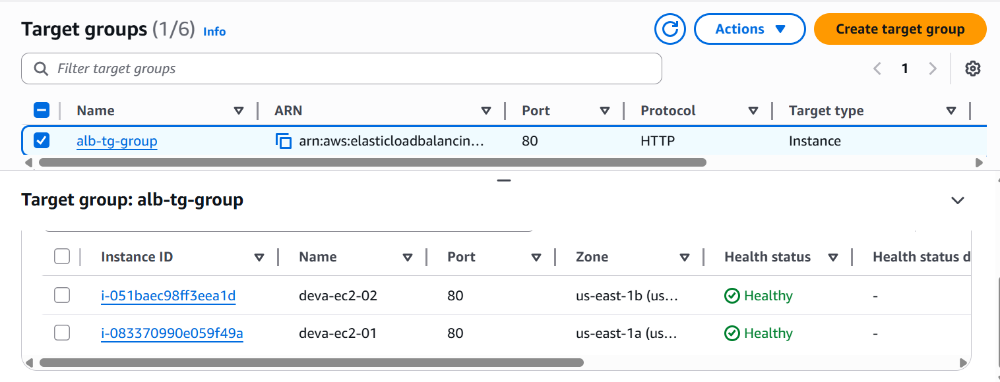 Target groups (1/6) Info Actions Create target group
Filter target groups 1
Name ARN Port Protocol Target type
alb-tg-group arn:aws:elasticloadbalancin... 80 HTTP Instance
Target group: alb-tg-group
Instance ID Name Port Zone Health status Health status d
i-051baec98ff3eea1d deva-ec2-02 80 us-east-1b (us... Healthy -
i-083370990e059f49a deva-ec2-01 80 us-east-1a (us... Healthy -